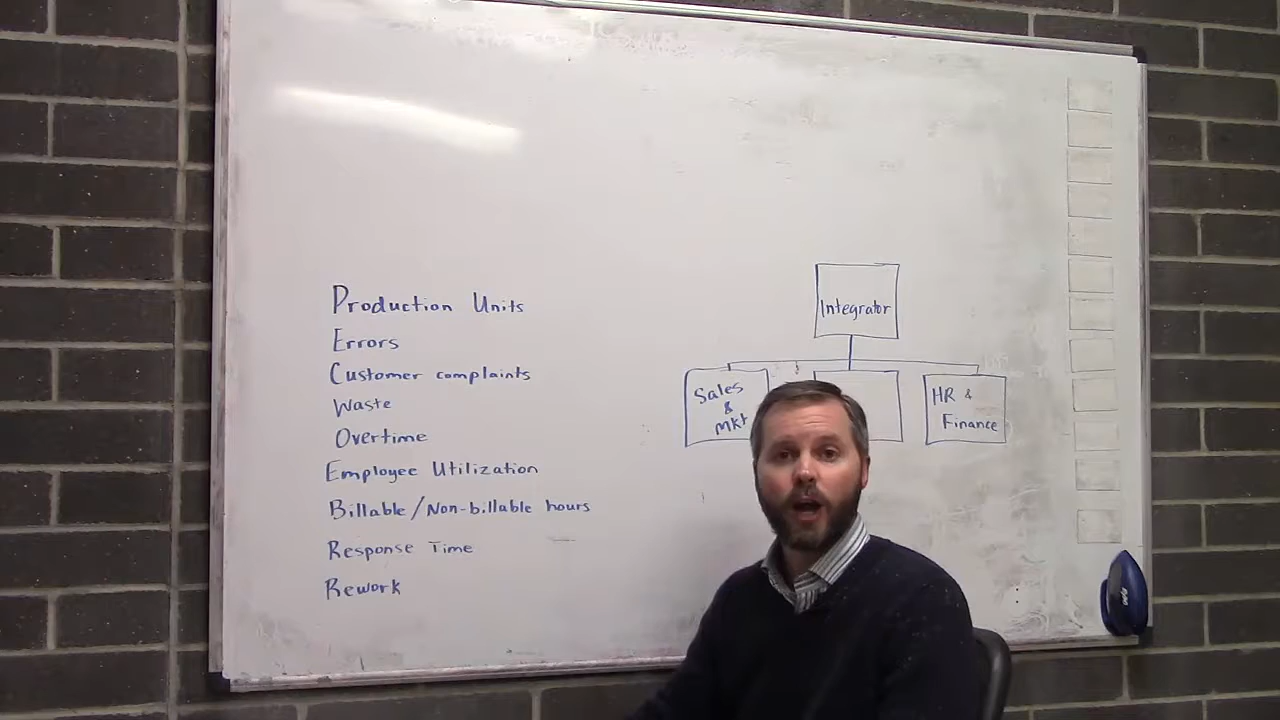 Production Units
Errors
Customer complaints
Waste
Overtime
Employee Utilization
Billable/Non-billable hours
Response Time
Rework
Integrator
Sales
&
Mkt
HR &
Finance